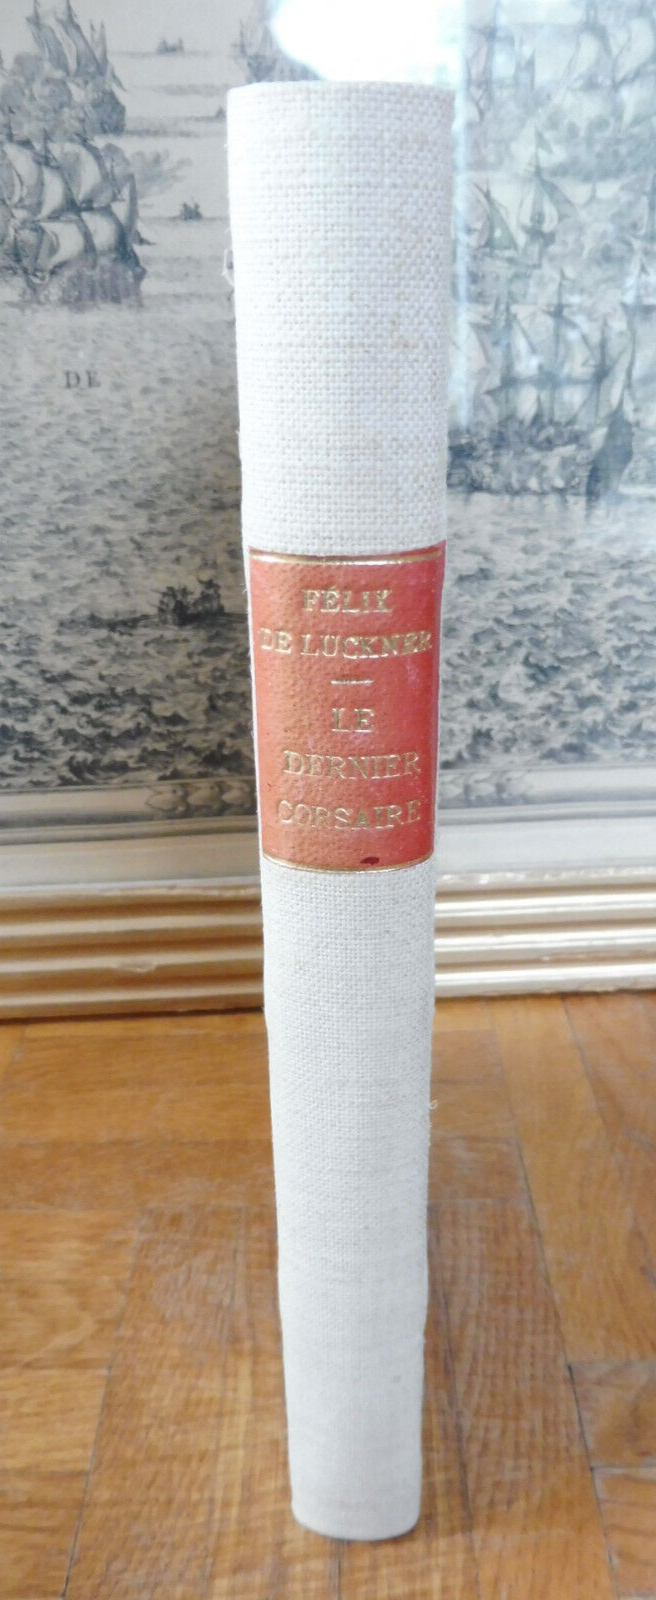 DE
FÉLIX
DE LUCKNER
LE
DERNIER
CORSAIRE